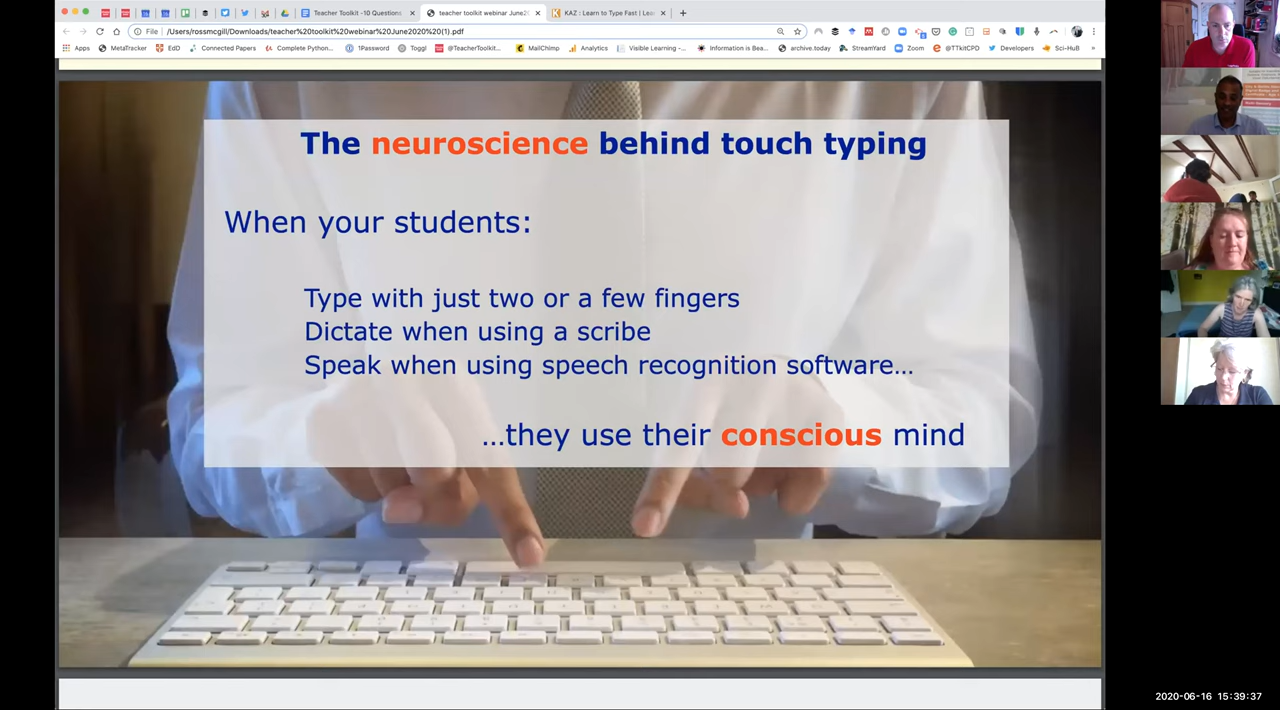 Teacher Toolkit -10 Questions
teacher toolkit webinar June202
KAZ : Learn to Type Fast | Lea
File | /Users/rossmcgill/Downloads/teacher%20toolkit%20webinar%20June2020%20(1).pdf
Apps MetaTracker EdD Connected Papers Complete Python... 1Password Toggl @TeacherToolkit... MailChimp Analytics Visible Learning -... Information is Bea... archive.today StreamYard Zoom @TTkitCPD Developers Sci-Hub »
The neuroscience behind touch typing
When your students:
Type with just two or a few fingers
Dictate when using a scribe
Speak when using speech recognition software…
…they use their conscious mind
2020-06-16 15:39:37